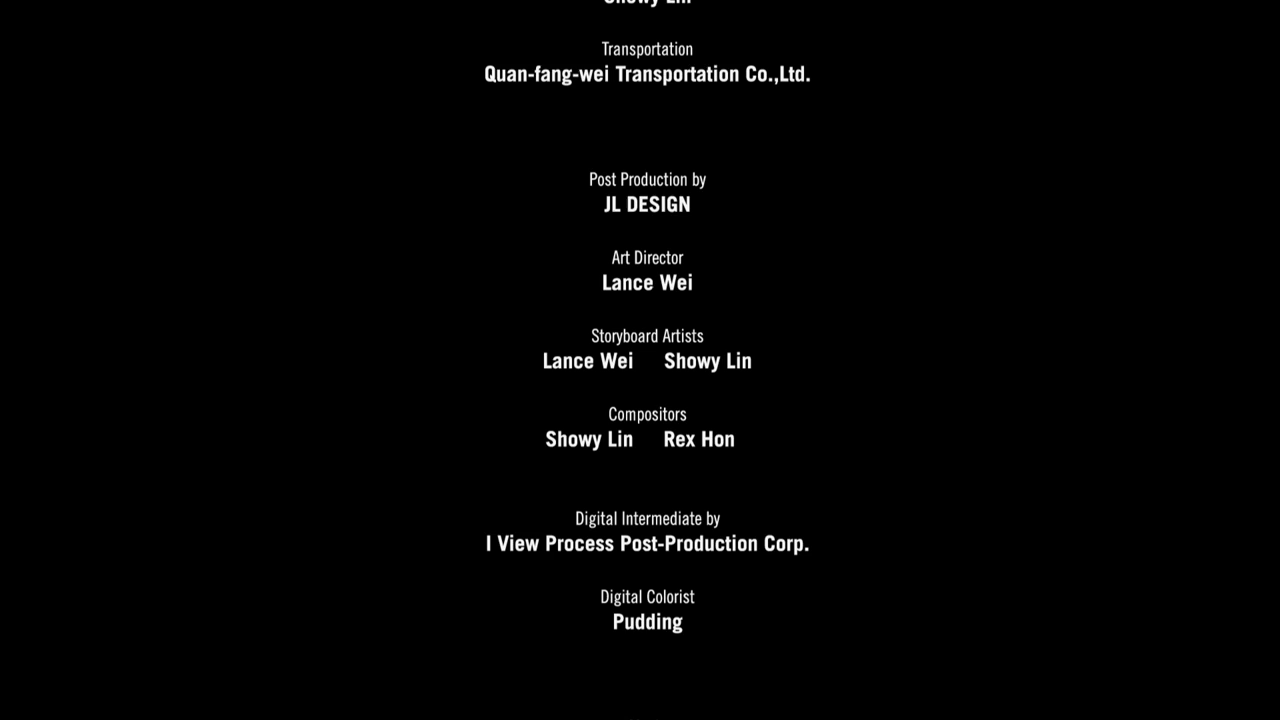 Showy Lin
Transportation
Quan-fang-wei Transportation Co.,Ltd.
Post Production by
JL DESIGN
Art Director
Lance Wei
Storyboard Artists
Lance Wei Showy Lin
Compositors
Showy Lin Rex Hon
Digital Intermediate by
I View Process Post-Production Corp.
Digital Colorist
Pudding